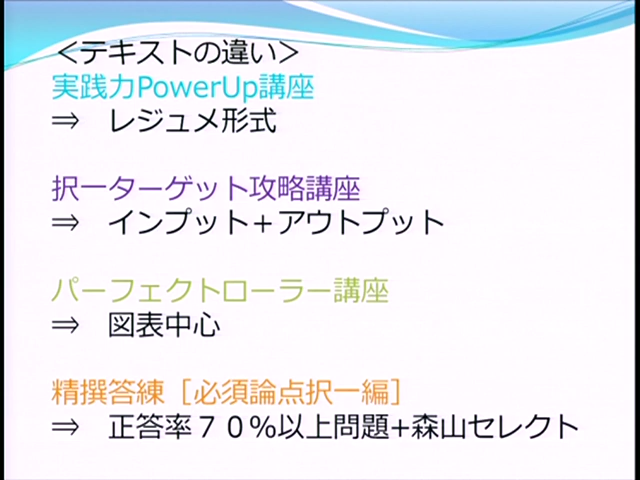 ＜テキストの違い＞
実践力PowerUp講座
⇒　レジュメ形式
択一ターゲット攻略講座
⇒　インプット＋アウトプット
パーフェクトローラー講座
⇒　図表中心
精撰答練［必須論点択一編］
⇒　正答率７０％以上問題+森山セレクト